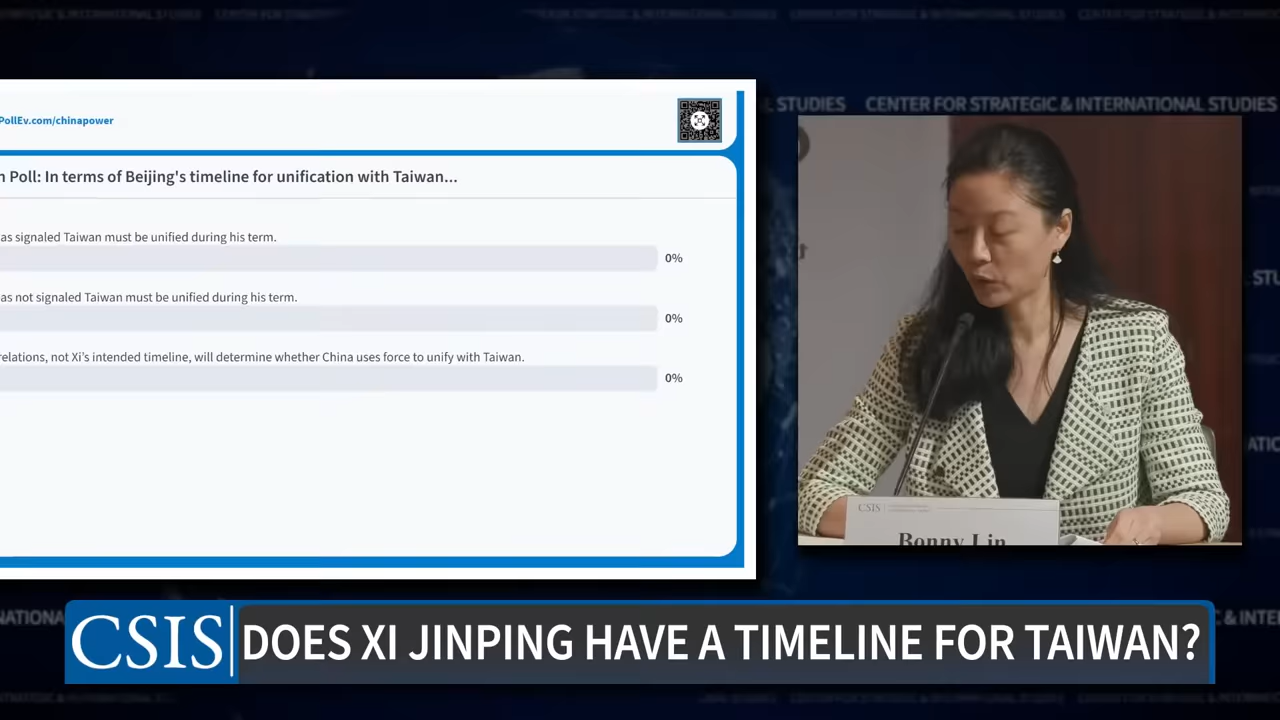 STUDIES CENTER FOR STRATEGIC & INTERNATIONAL STUDIES
PollEv.com/chinapower
Poll: In terms of Beijing's timeline for unification with Taiwan...
as signaled Taiwan must be unified during his term.
0%
as not signaled Taiwan must be unified during his term.
0%
relations, not Xi's intended timeline, will determine whether China uses force to unify with Taiwan.
0%
CSIS
Bonny Lin
CSIS
DOES XI JINPING HAVE A TIMELINE FOR TAIWAN?